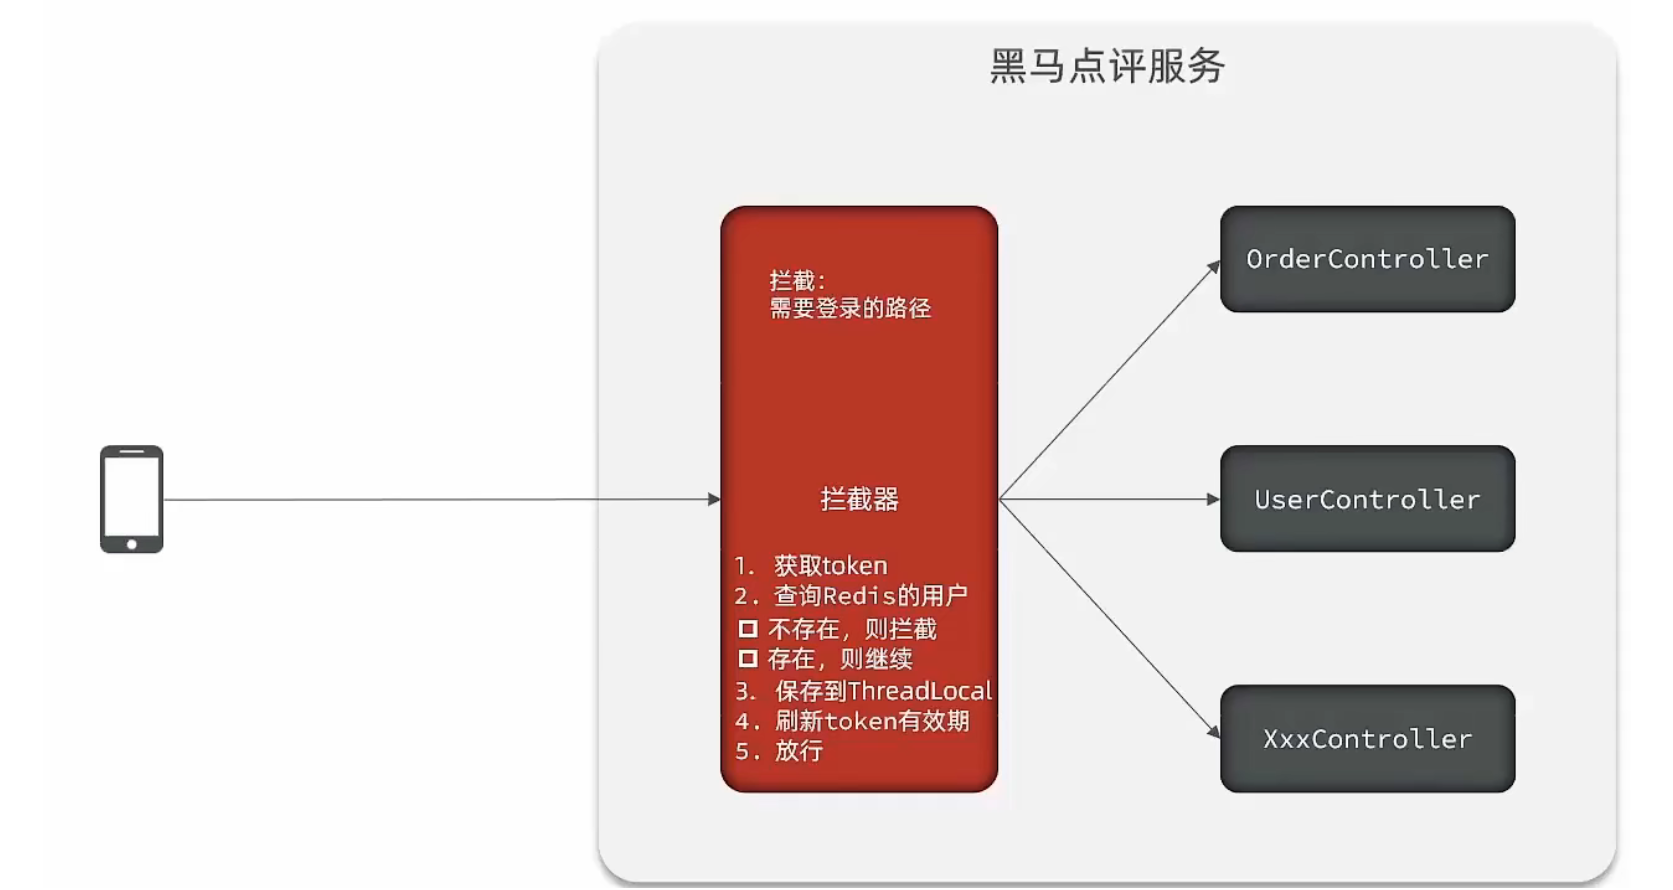 黑马点评服务
拦截：
需要登录的路径
拦截器
1. 获取token
2. 查询Redis的用户
不存在，则拦截
存在，则继续
3. 保存到ThreadLocal
4. 刷新token有效期
5. 放行
OrderController
UserController
XxxController